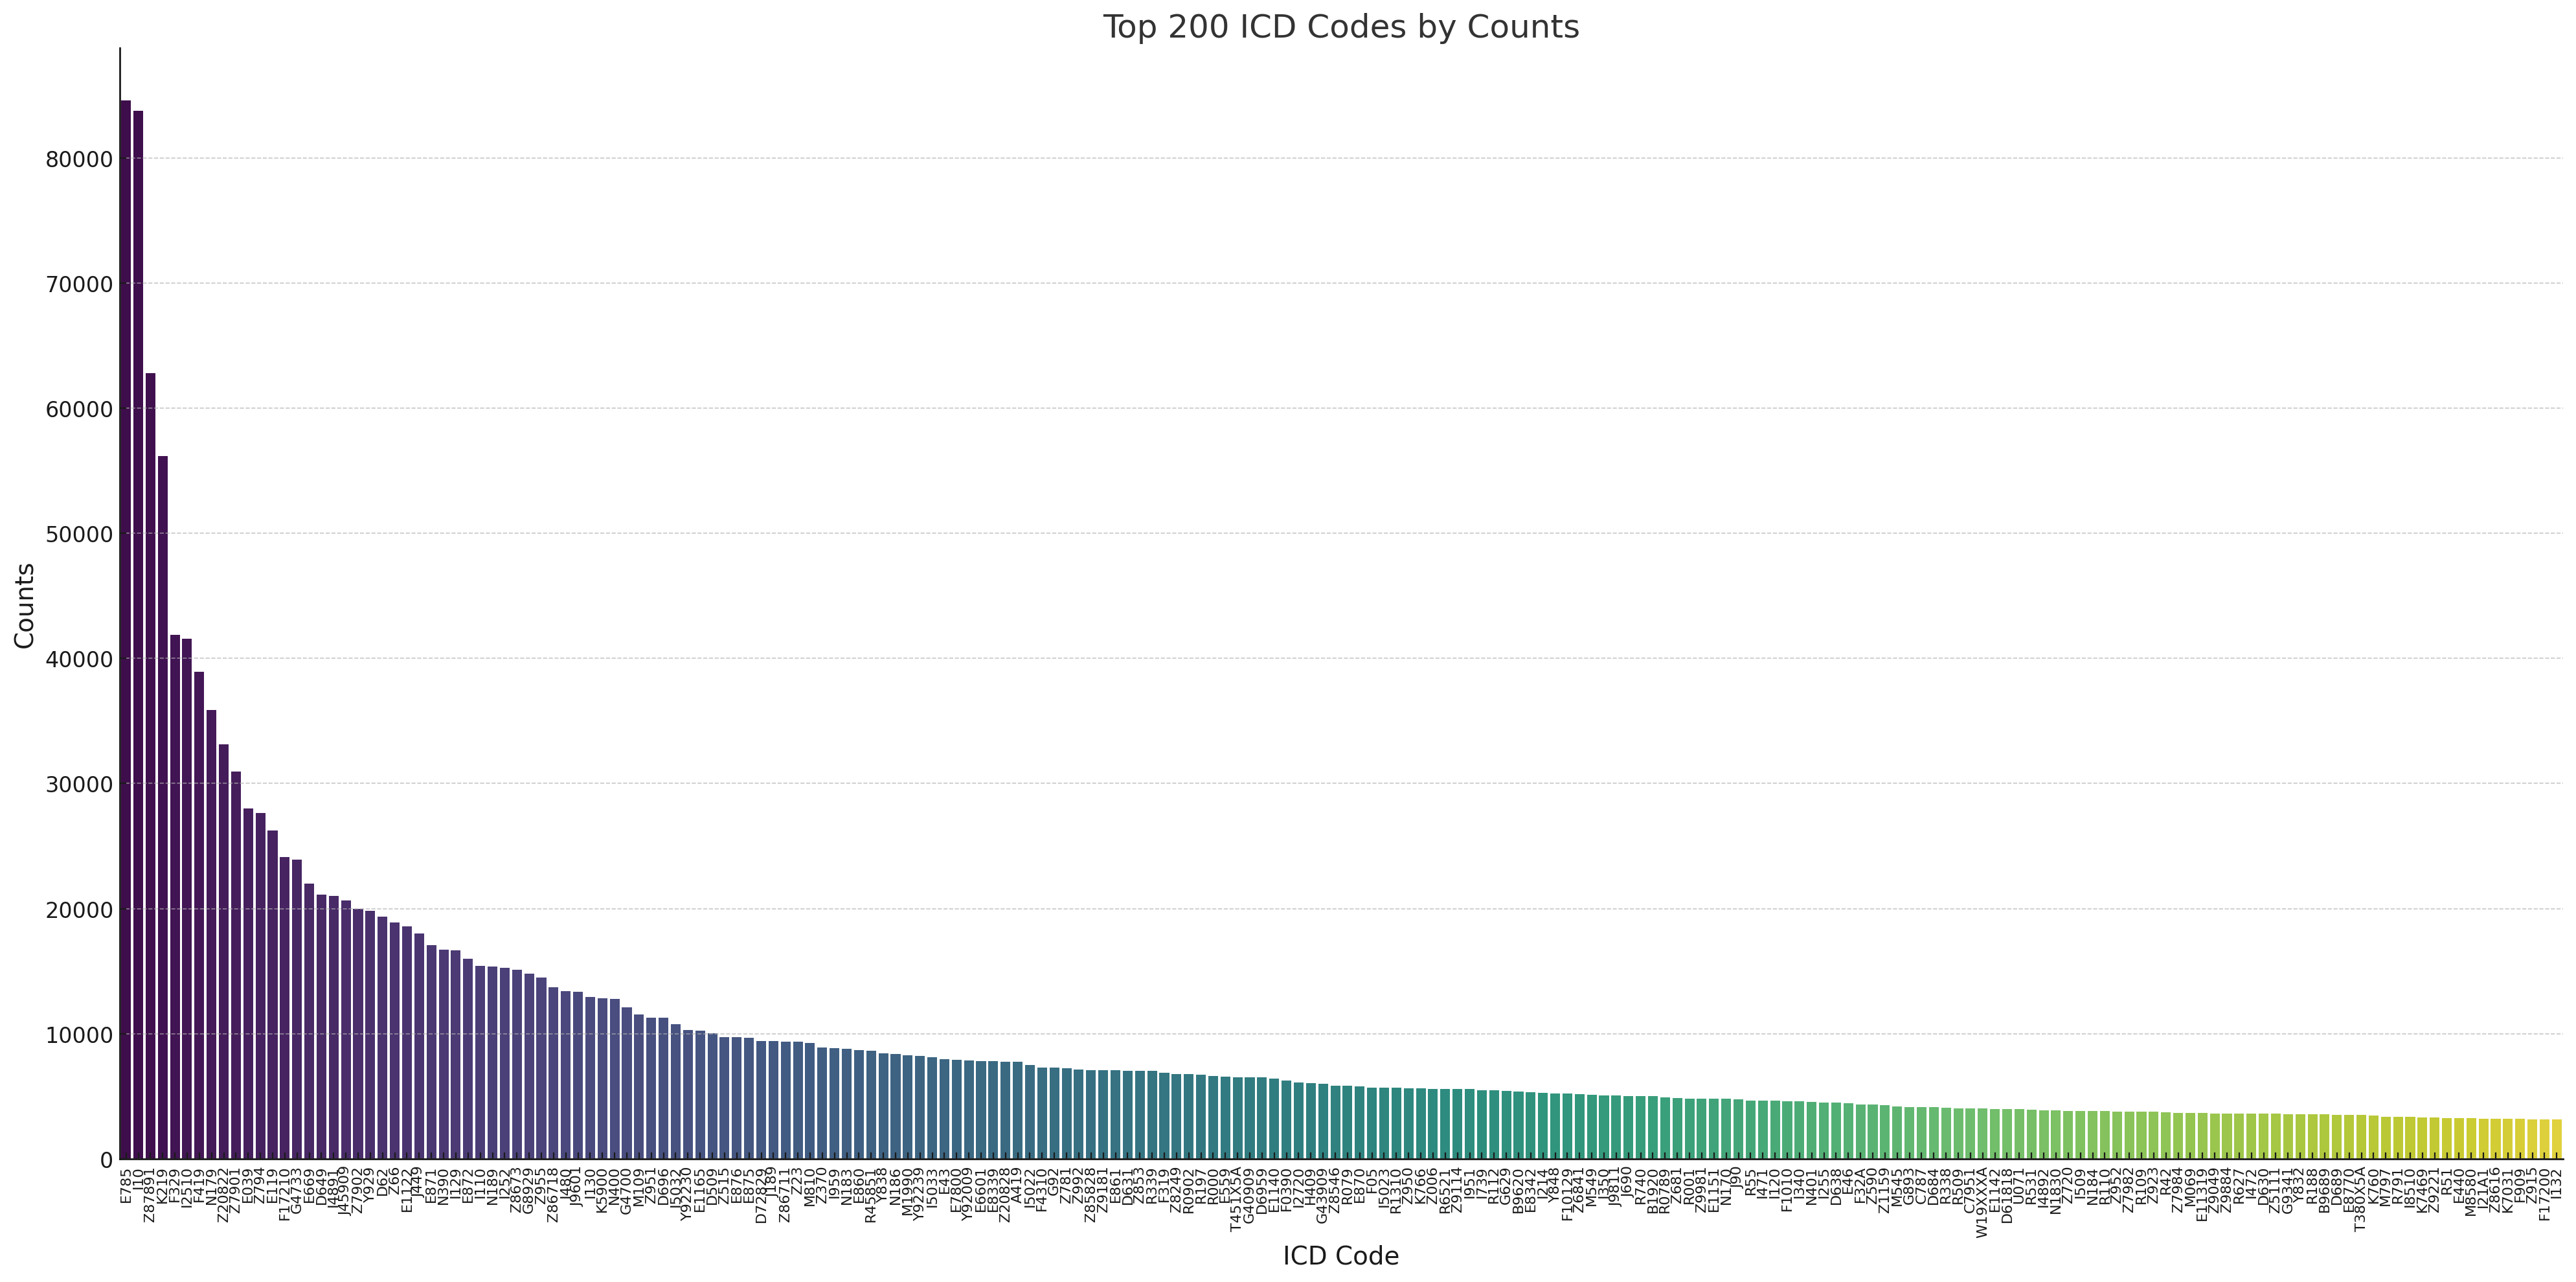 Top 200 ICD Codes by Counts
Counts
80000
70000
60000
50000
40000
30000
20000
10000
0
E785
I10
Z87891
K219
F329
I2510
F419
N179
Z20822
Z7901
E039
Z794
E119
F17210
G4733
E669
D649
I4891
J45909
Z7902
Y929
D62
Z66
E1122
J449
E871
N390
I129
E872
I110
N189
I252
Z8673
G8929
Z955
Z86718
I480
J9601
I130
K5900
N400
G4700
M109
Z951
D696
I5032
Y92230
E1165
D509
Z515
E876
E875
D72829
J189
Z86711
Z23
M810
Z370
I959
N183
E860
R45851
Y838
N186
M1990
Y92239
I5033
E43
E7800
Y92009
E6601
E8339
Z20828
A419
I5022
F4310
G92
Z781
Z992
Z85828
Z9181
E861
D631
Z853
R339
F319
Z8249
R0902
R197
R000
E559
T451X5A
G40909
D6959
E1140
F0390
I2720
H409
G43909
Z8546
R079
E870
F05
I5023
R1310
Z950
K766
Z006
R6521
Z9114
I951
I739
R112
G629
B9620
E8342
I214
Y848
F10129
Z6841
M549
I350
J9811
J690
R740
B1920
R0789
Z681
R001
Z9981
E1151
N170
J90
R55
I471
I120
F1010
I340
N401
I255
D638
E46
F32A
Z590
Z1159
M545
G893
C787
D684
R338
R509
C7951
W19XXXA
E1142
D61818
U071
R531
I4892
N1830
Z720
I509
N184
R110
D6952
Z7982
R109
Z923
R42
Z7984
M069
E11319
Z9049
Z9884
R627
I472
D630
Z5111
G9341
Y832
R188
B9689
D689
E8770
T380X5A
K760
M797
R791
I8510
K7469
Z9221
R51
E440
M8580
I21A1
Z8616
K7031
F909
Z915
F17200
I132
ICD Code